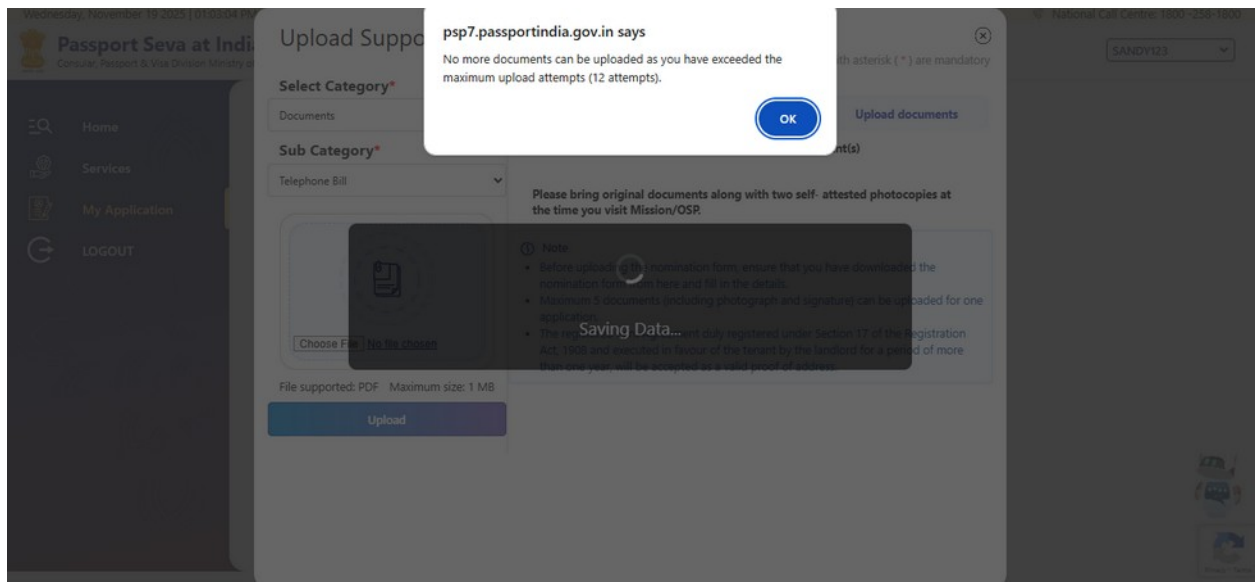 Wednesday, November 19 2025 | 01:03:04 PM
National Call Centre: 1800 -258-1800
Passport Seva at Indi
Consular, Passport & Visa Division Ministry of
SANDY123
Home
Services
My Application
LOGOUT
Upload Suppo
with asterisk ( * ) are mandatory
psp7.passportindia.gov.in says
No more documents can be uploaded as you have exceeded the
maximum upload attempts (12 attempts).
OK
Select Category*
Documents
Upload documents
Sub Category*
nt(s)
Telephone Bill
Please bring original documents along with two self- attested photocopies at
the time you visit Mission/OSP.
Note
Before uploading the nomination form, ensure that you have downloaded the
nomination form from here and fill in the details.
Maximum 5 documents (including photograph and signature) can be uploaded for one
application.
The registered rent agreement duly registered under Section 17 of the Registration
Act, 1908 and executed in favour of the tenant by the landlord for a period of more
than one year, will be accepted as a valid proof of address.
Saving Data...
Choose File No file chosen
File supported: PDF Maximum size: 1 MB
Upload